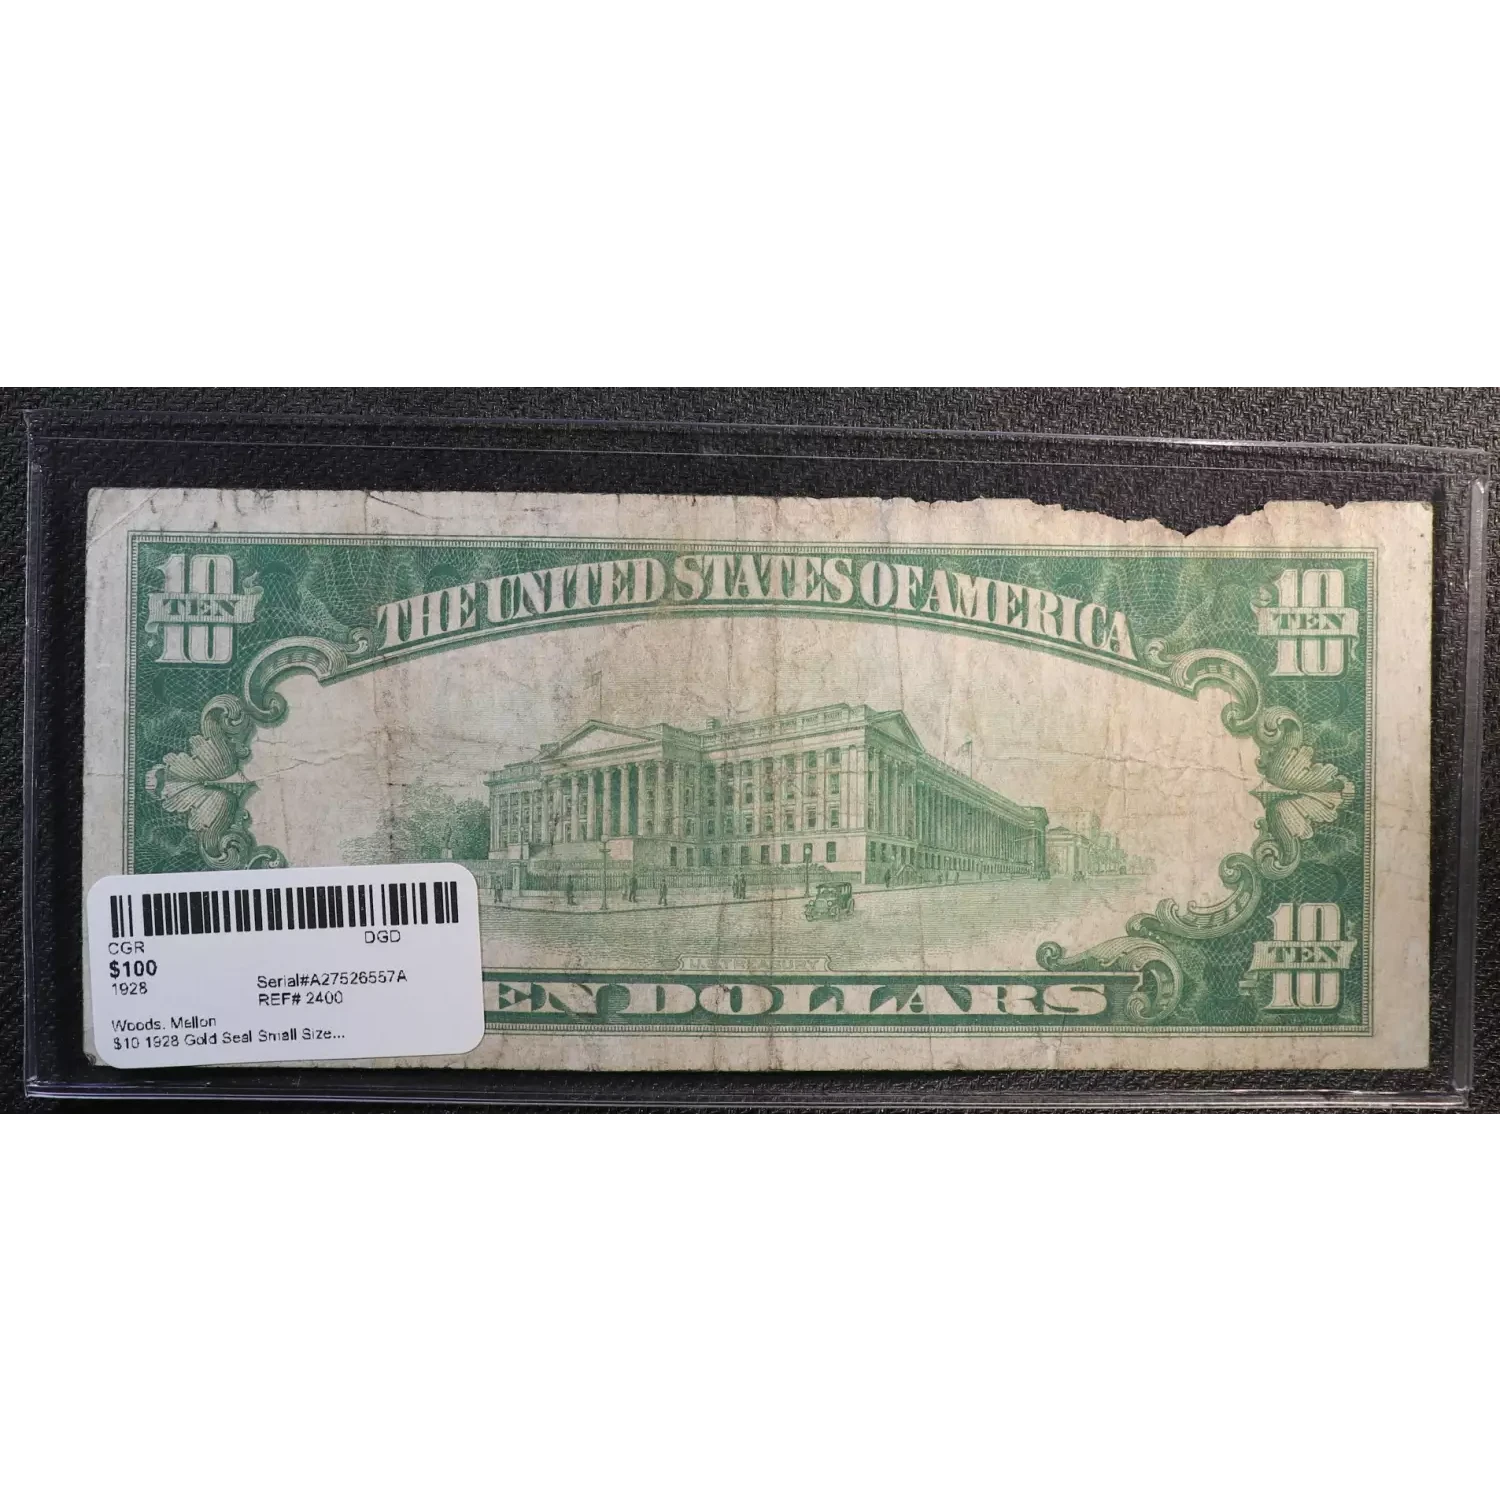 10 TEN 10
THE UNITED STATES OF AMERICA
10 TEN 10
U.S. TREASURY
EN DOLLARS
10 TEN 10
CGR DGD
$100
1928 Serial#A27526557A
REF# 2400
Woods, Mellon
$10 1928 Gold Seal Small Size...